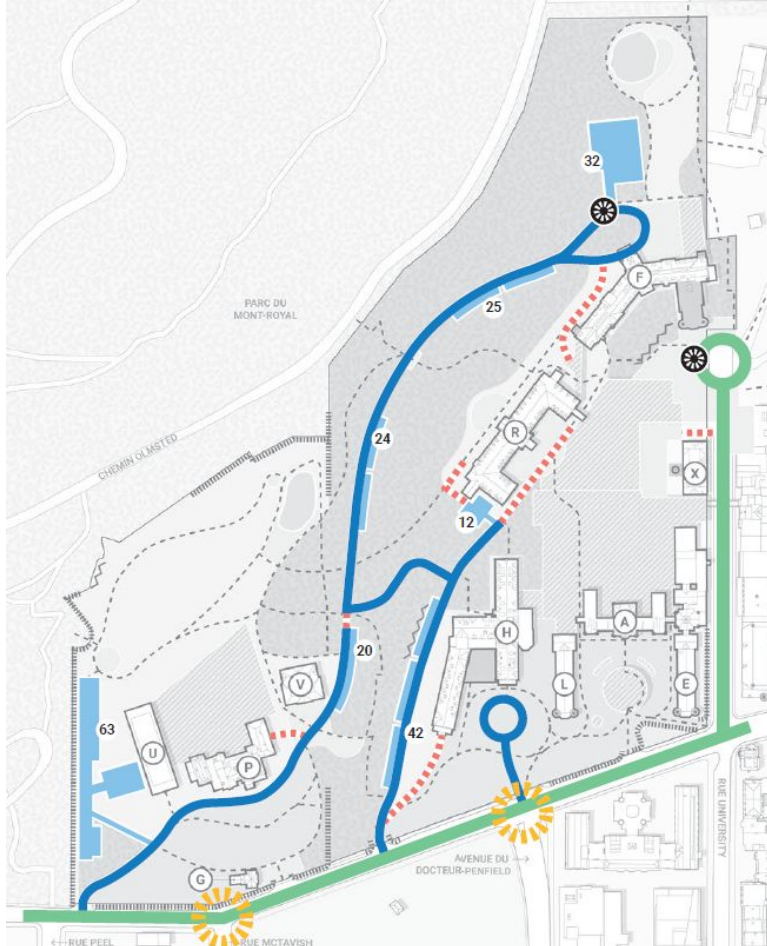 32
F
25
PARC DU
MONT-ROYAL
R
24
CHEMIN OLMSTED
X
12
H
A
20
V
L
E
63
U
P
42
RUE UNIVERSITY
AVENUE DU
DOCTEUR-PENFIELD
G
RUE PEEL
RUE MCTAVISH